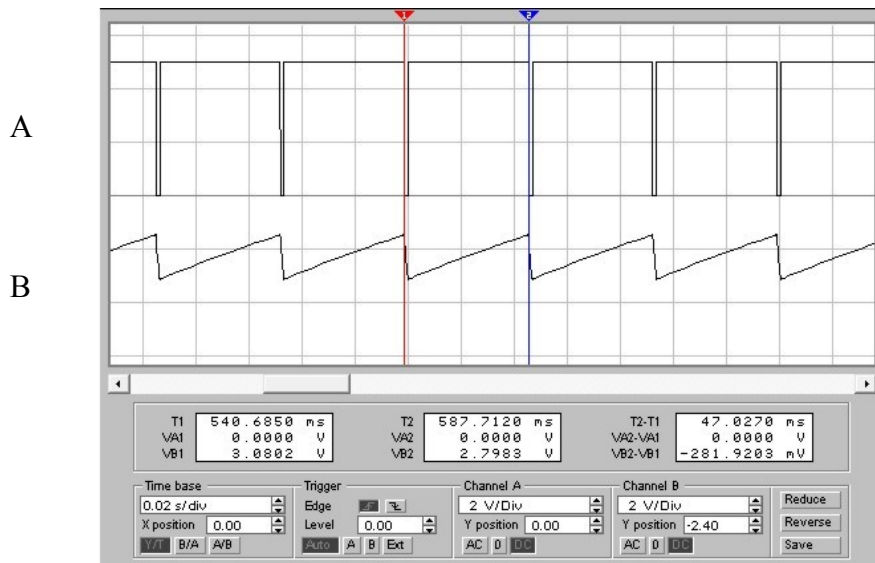 1 2
A
B
T1 540.6850 ms T2 587.7120 ms T2-T1 47.0270 ms
VA1 0.0000 V VA2 0.0000 V VA2-VA1 0.0000 V
VB1 3.0802 V VB2 2.7983 V VB2-VB1 -281.9203 mV
Time base Trigger Channel A Channel B
0.02 s/div Edge 2 V/Div 2 V/Div Reduce
X position 0.00 Level 0.00 Y position 0.00 Y position -2.40 Reverse
Y/T B/A A/B Auto A B Ext AC 0 DC AC 0 DC Save